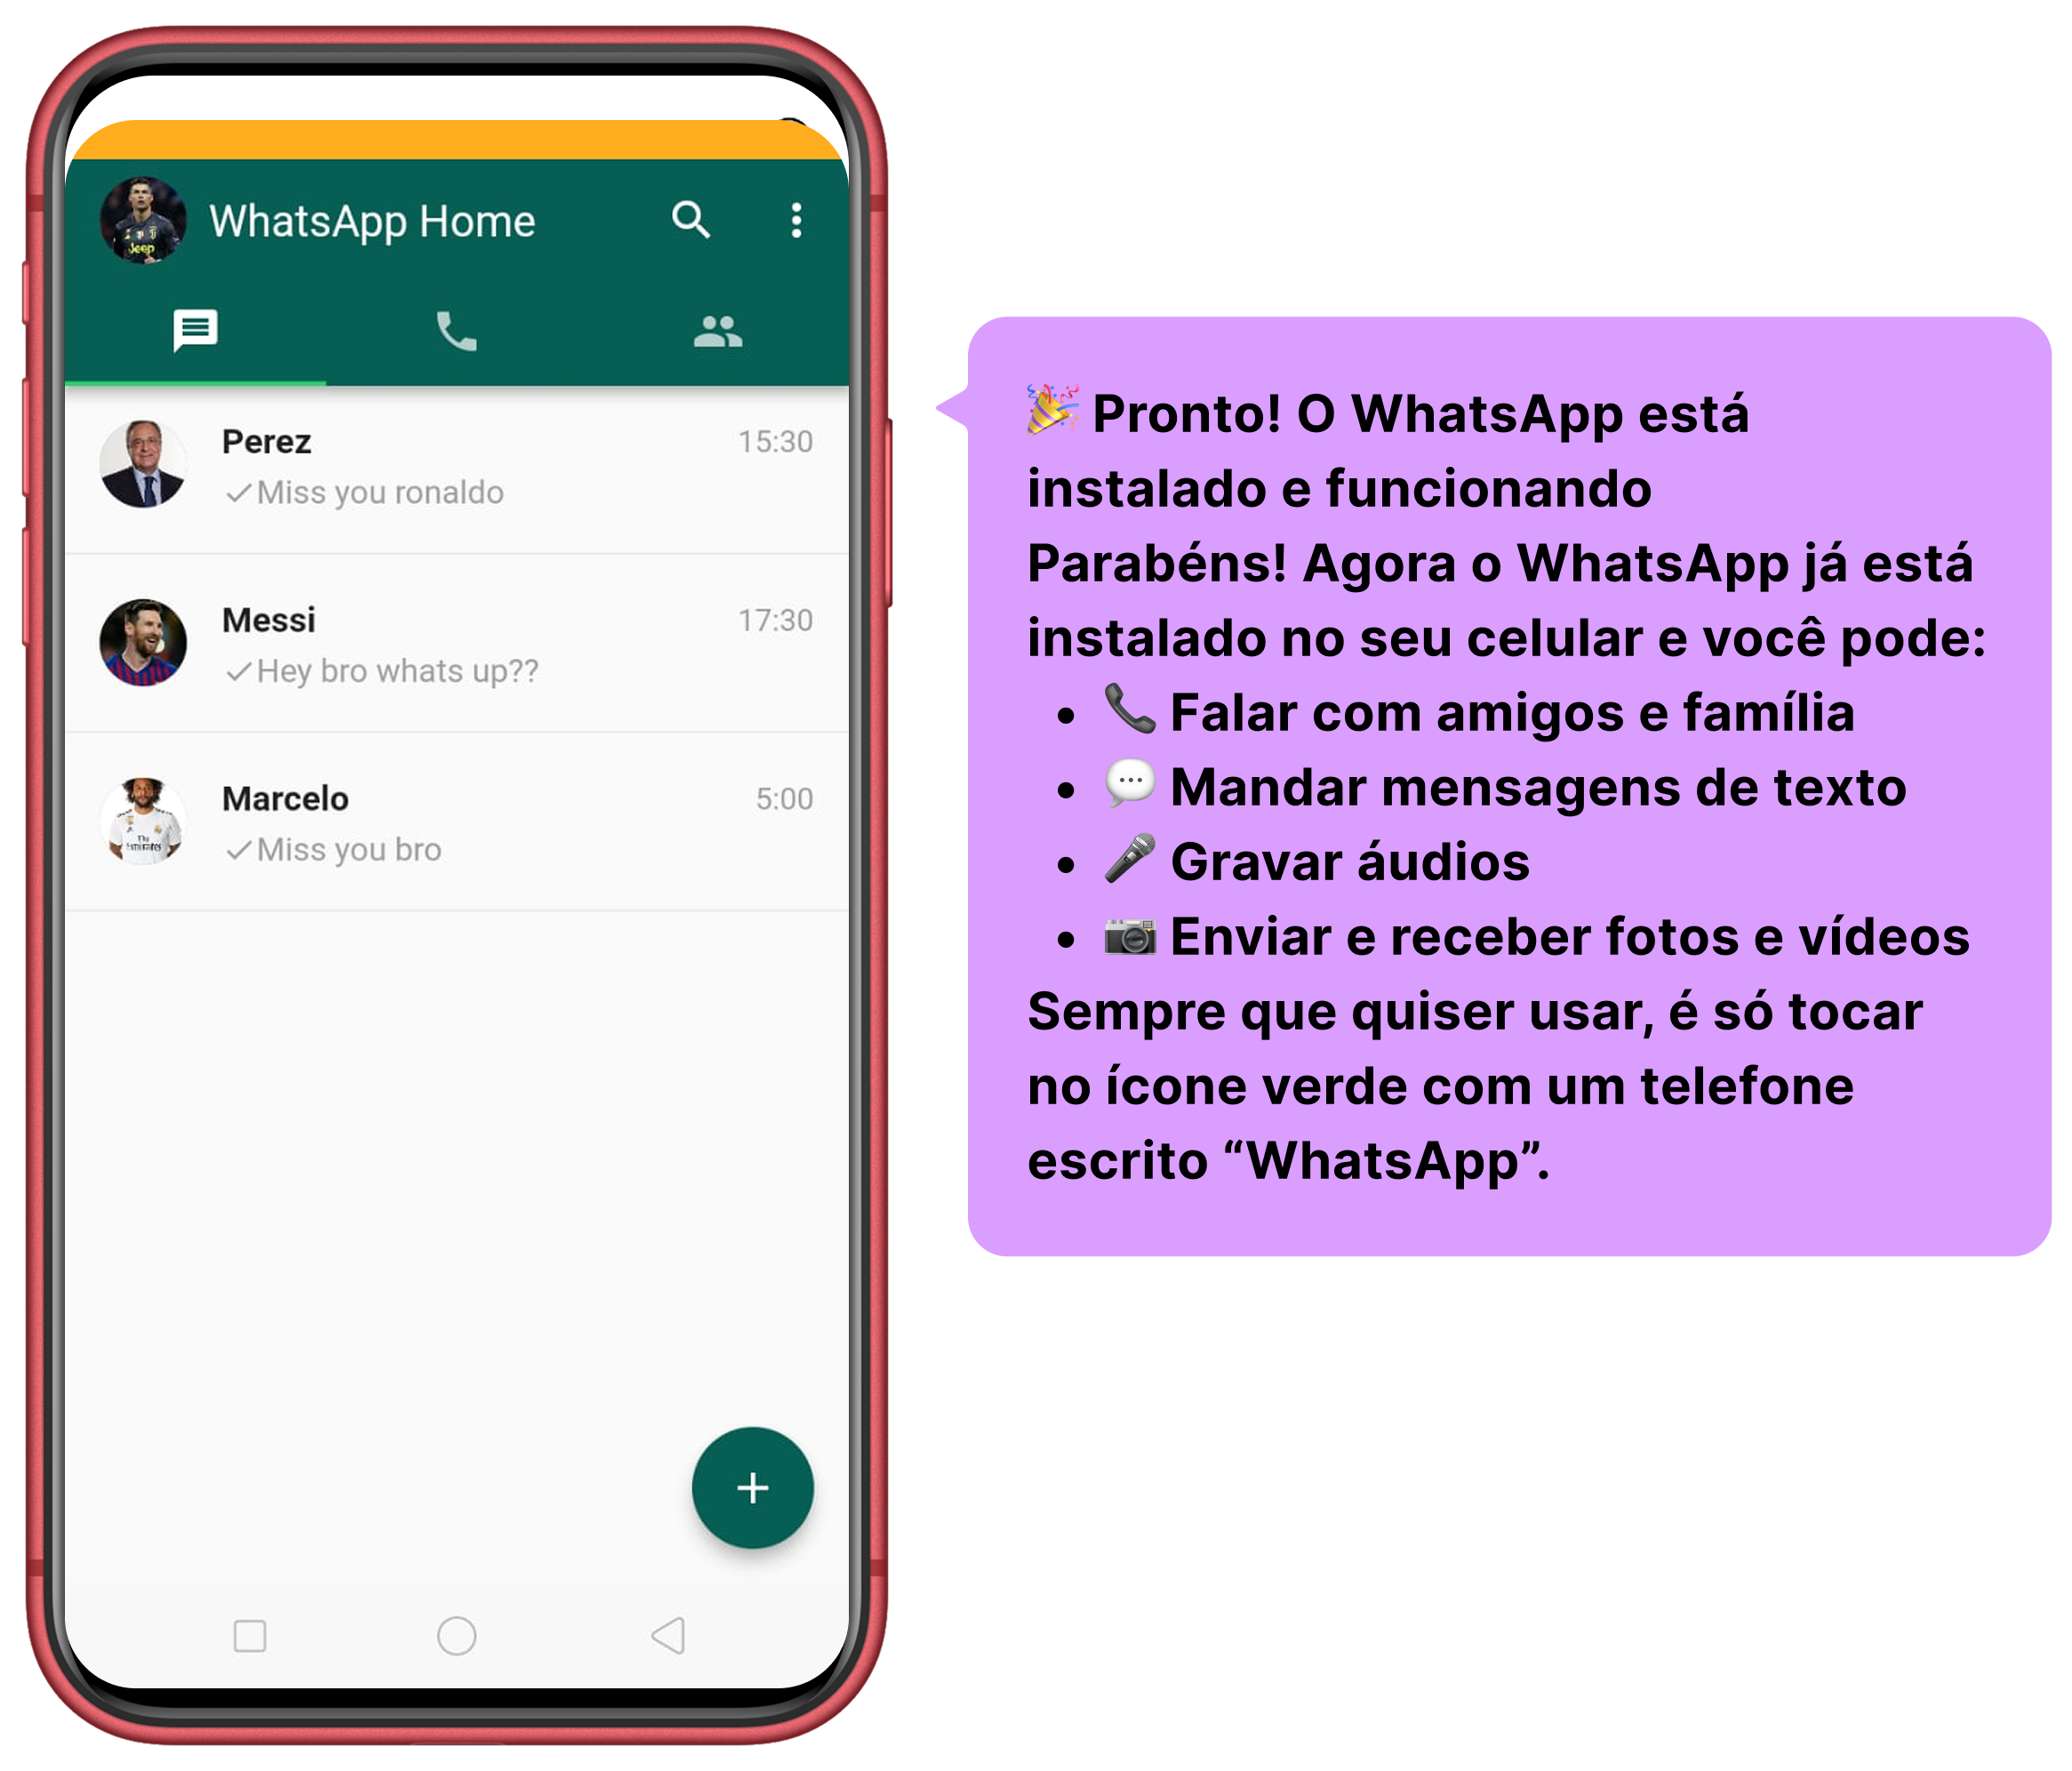 WhatsApp Home
Perez
15:30
Miss you ronaldo
Messi
17:30
Hey bro whats up??
Marcelo
5:00
Miss you bro
🎉 Pronto! O WhatsApp está
instalado e funcionando
Parabéns! Agora o WhatsApp já está
instalado no seu celular e você pode:
• 📞 Falar com amigos e família
• 💬 Mandar mensagens de texto
• 🎤 Gravar áudios
• 📷 Enviar e receber fotos e vídeos
Sempre que quiser usar, é só tocar
no ícone verde com um telefone
escrito “WhatsApp”.
Jeep
Fly
Emirates